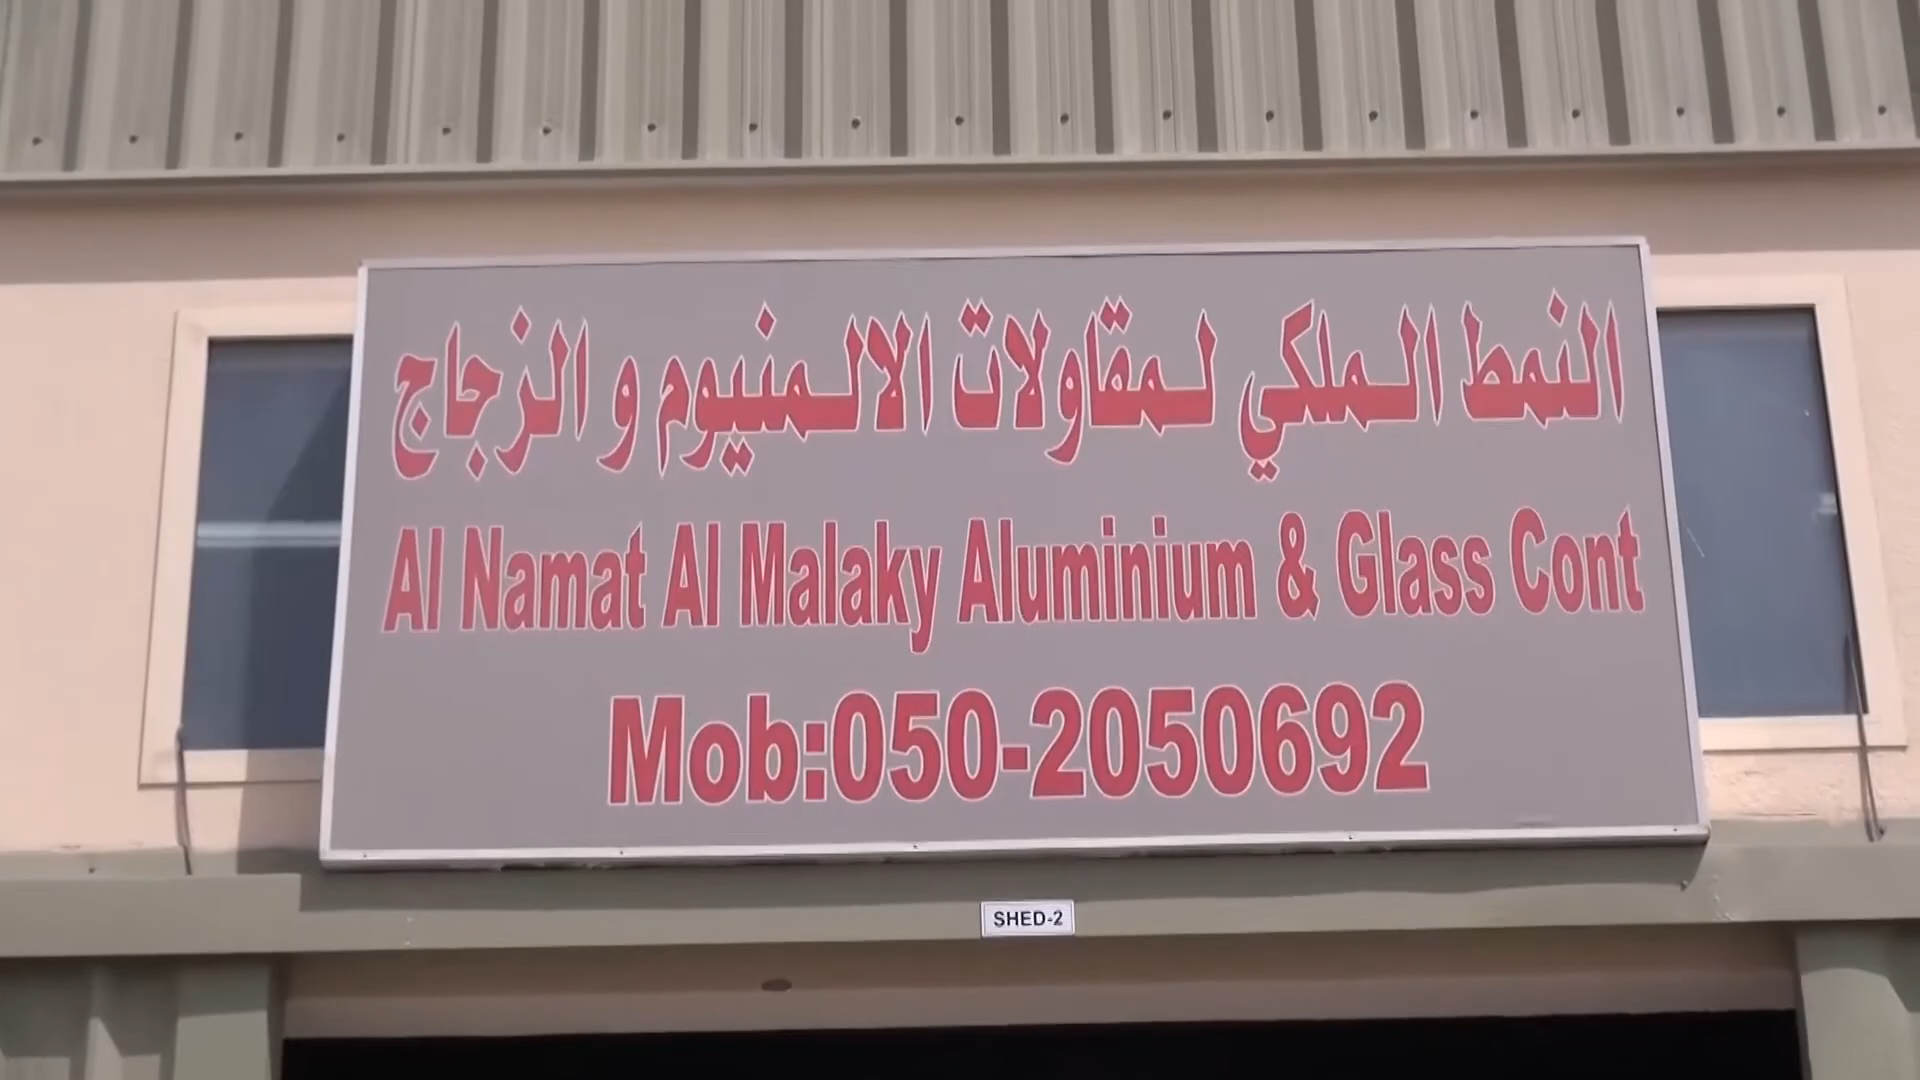 النمط الملكي لمقاولات الالمنيوم و الزجاج
Al Namat Al Malaky Aluminium & Glass Cont
Mob:050-2050692
SHED-2